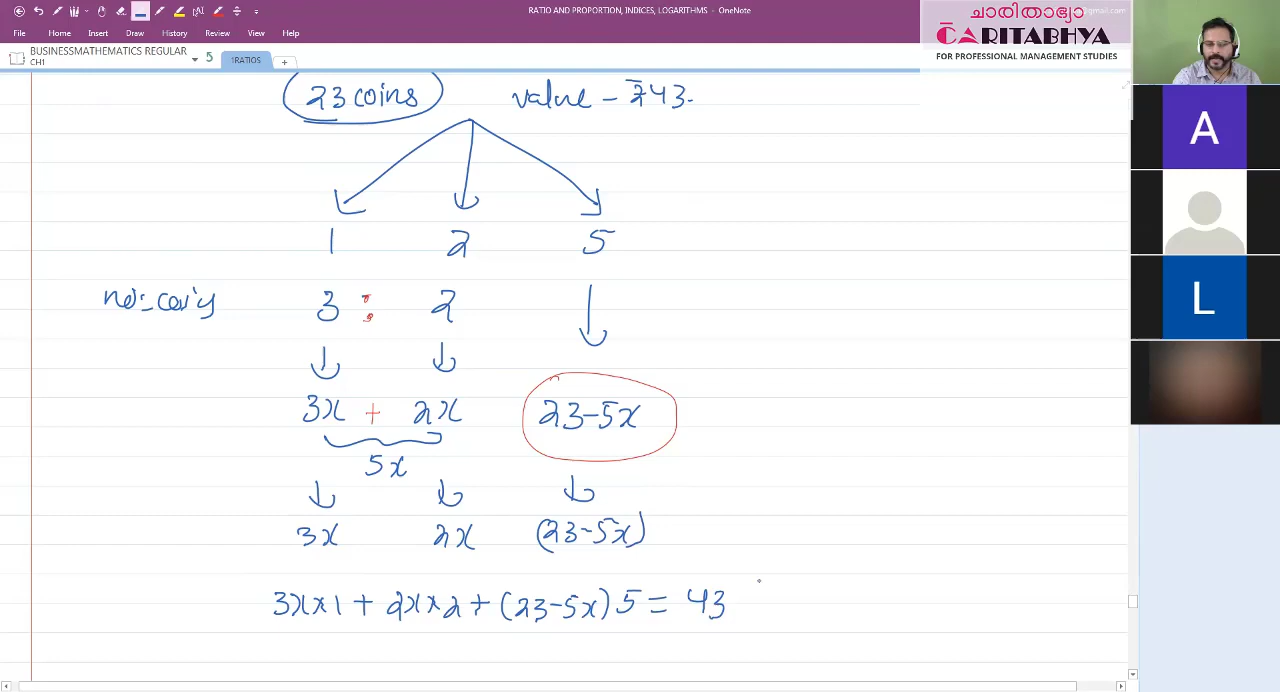 RATIO AND PROPORTION, INDICES, LOGARITHMS - OneNote
File Home Insert Draw History Review View Help
BUSINESSMATHEMATICS REGULAR
CH1
5
1RATIOS
ചാരിതാഭ്യാ
@gmail.com
CARITABHYA
FOR PROFESSIONAL MANAGEMENT STUDIES
23 coins value - ₹43.
1 2 5
3 : 2
3x + 2x 23-5x
5x
3x 2x (23-5x)
3x×1 + 2x×2 + (23-5x)5 = 43
A
L